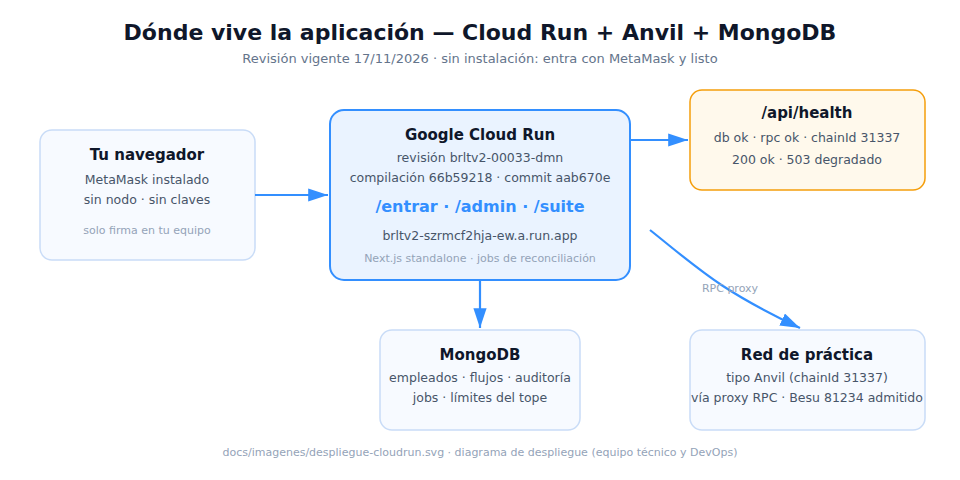 Dónde vive la aplicación — Cloud Run + Anvil + MongoDB
Revisión vigente 17/11/2026 · sin instalación: entra con MetaMask y listo
Tu navegador
MetaMask instalado
sin nodo · sin claves
solo firma en tu equipo
Google Cloud Run
revisión brltv2-00033-dmn
compilación 66b59218 · commit aab670e
/entrar · /admin · /suite
brltv2-szrmcf2hja-ew.a.run.app
Next.js standalone · jobs de reconciliación
/api/health
db ok · rpc ok · chainId 31337
200 ok · 503 degradado
RPC proxy
MongoDB
empleados · flujos · auditoría
jobs · límites del tope
Red de práctica
tipo Anvil (chainId 31337)
vía proxy RPC · Besu 81234 admitido
docs/imagenes/despliegue-cloudrun.svg · diagrama de despliegue (equipo técnico y DevOps)